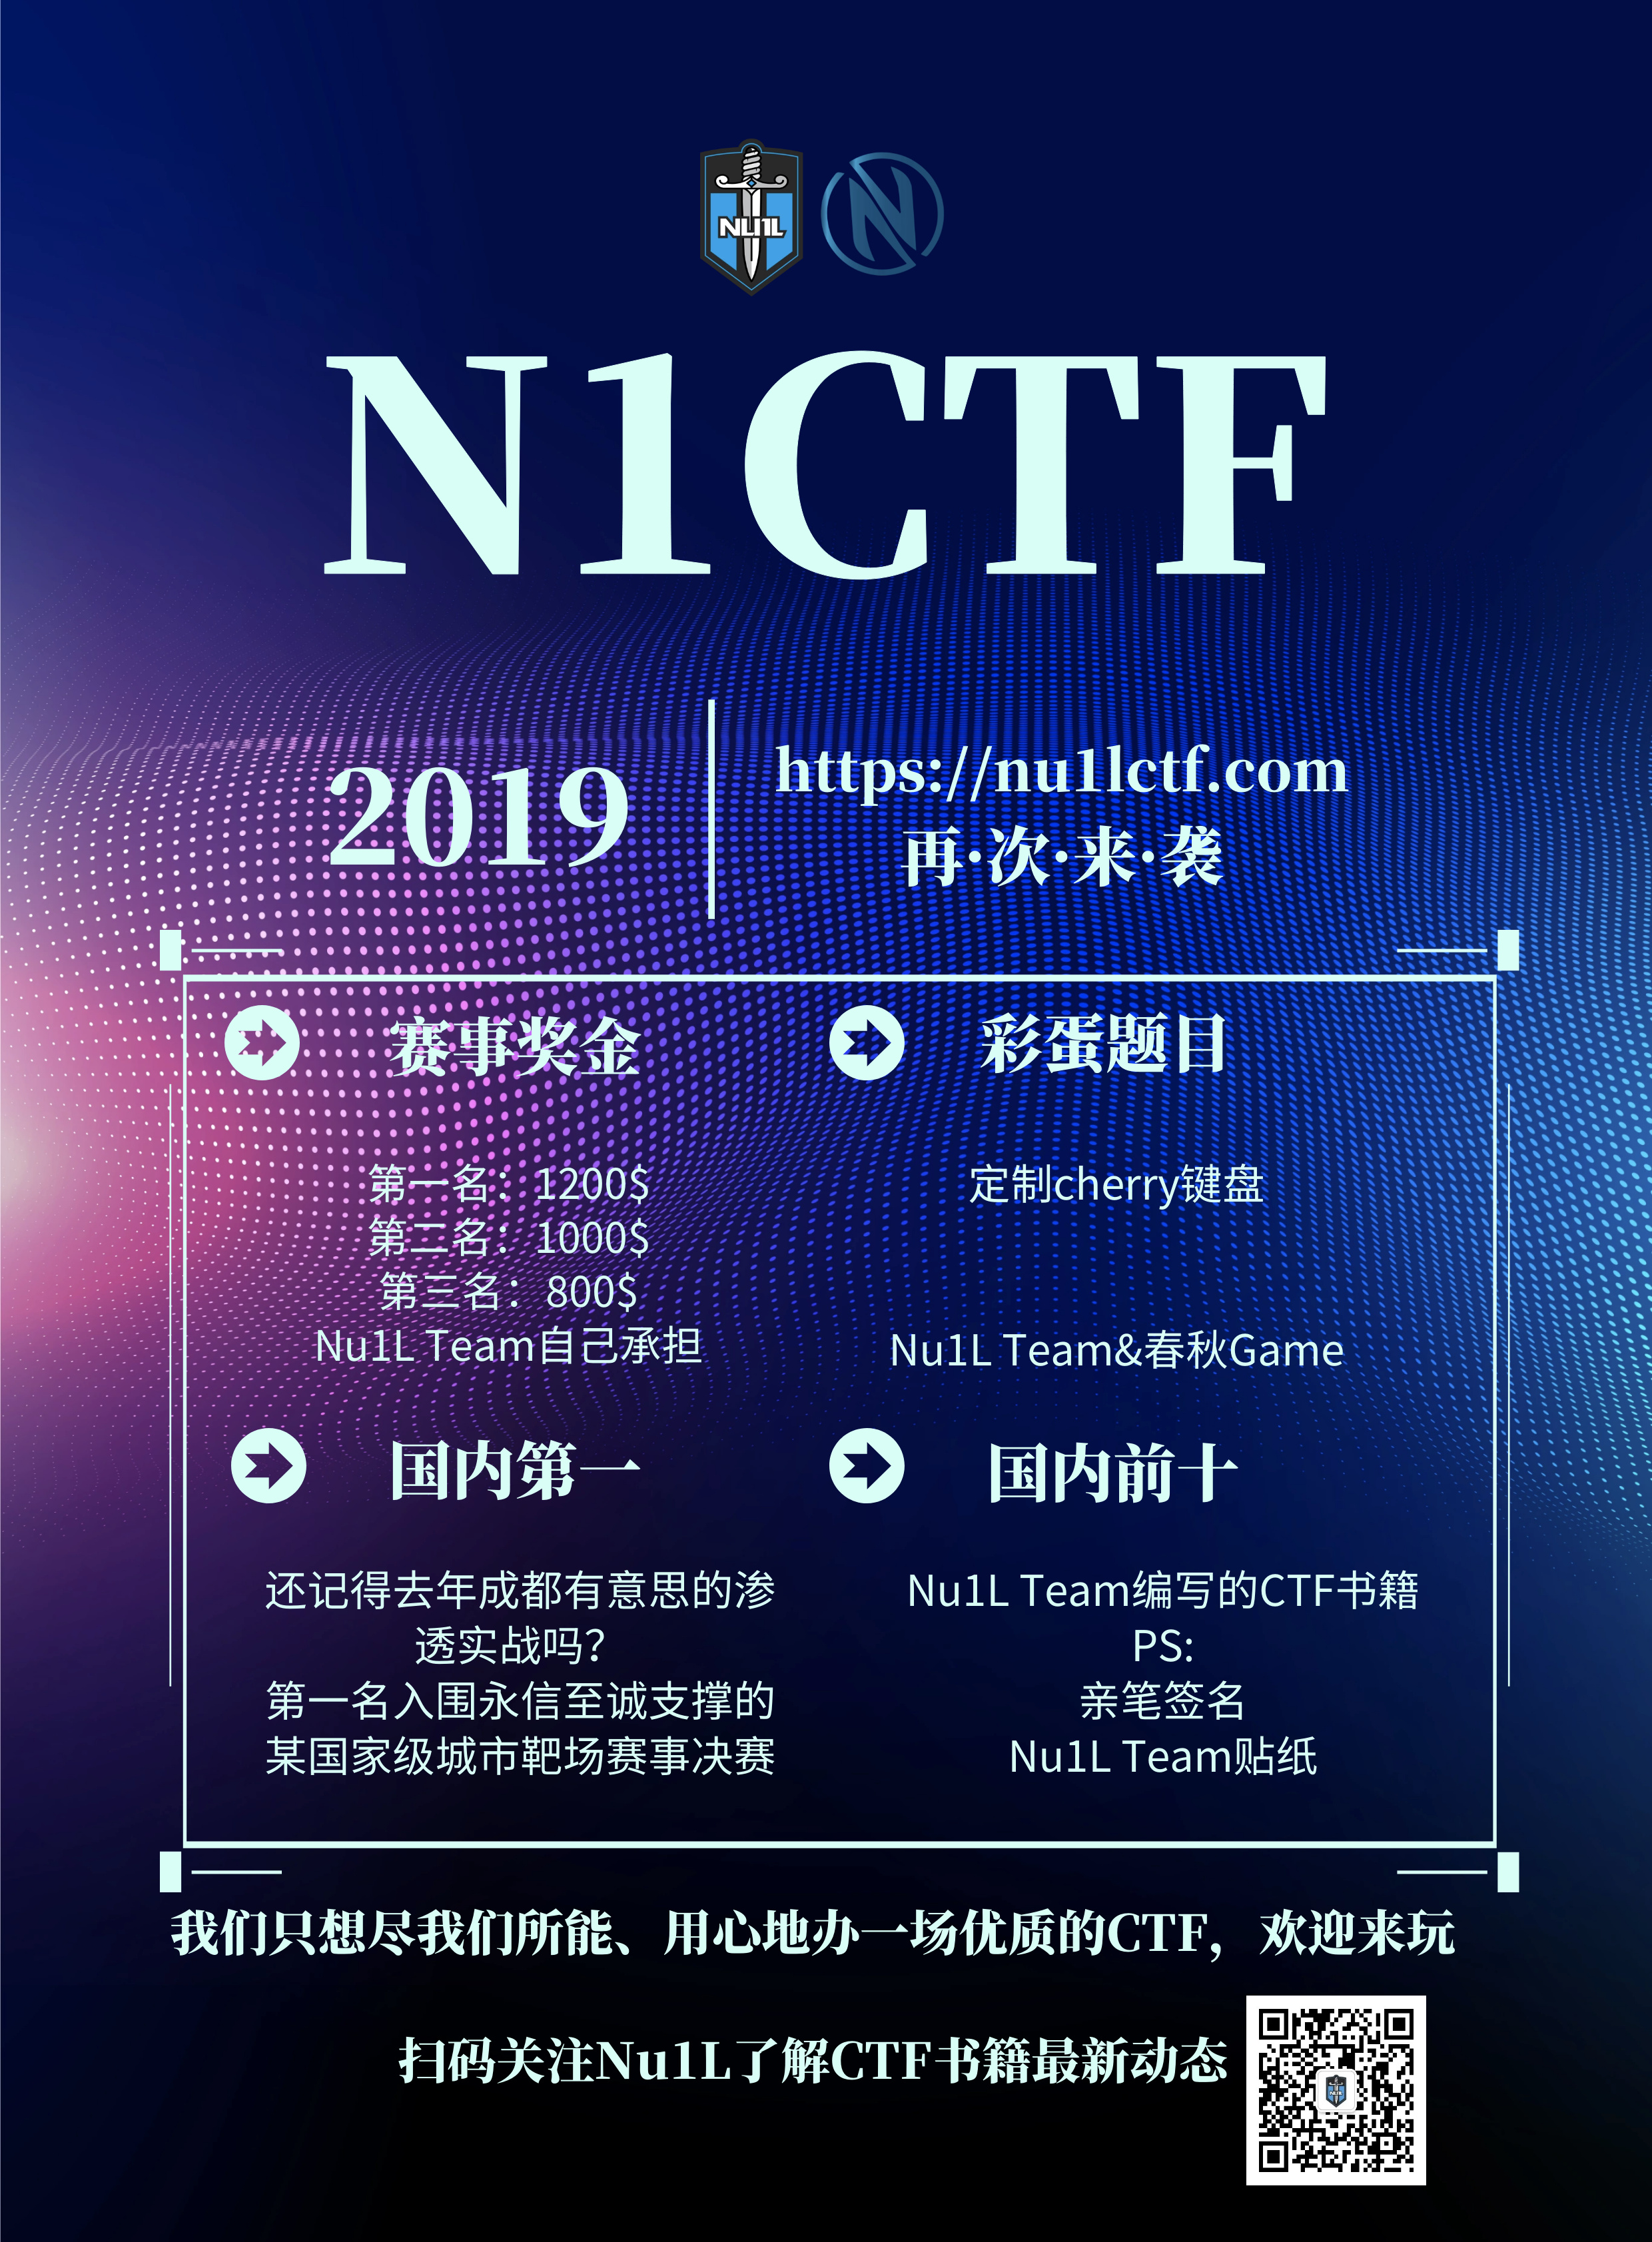 NU1L
N
N1CTF
2019
https://nu1lctf.com
再·次·来·袭
赛事奖金
第一名：1200$
第二名：1000$
第三名：800$
Nu1L Team自己承担
彩蛋题目
定制cherry键盘
Nu1L Team&春秋Game
国内第一
还记得去年成都有意思的渗
透实战吗？
第一名入围永信至诚支撑的
某国家级城市靶场赛事决赛
国内前十
Nu1L Team编写的CTF书籍
PS:
亲笔签名
Nu1L Team贴纸
我们只想尽我们所能、用心地办一场优质的CTF，欢迎来玩
扫码关注Nu1L了解CTF书籍最新动态